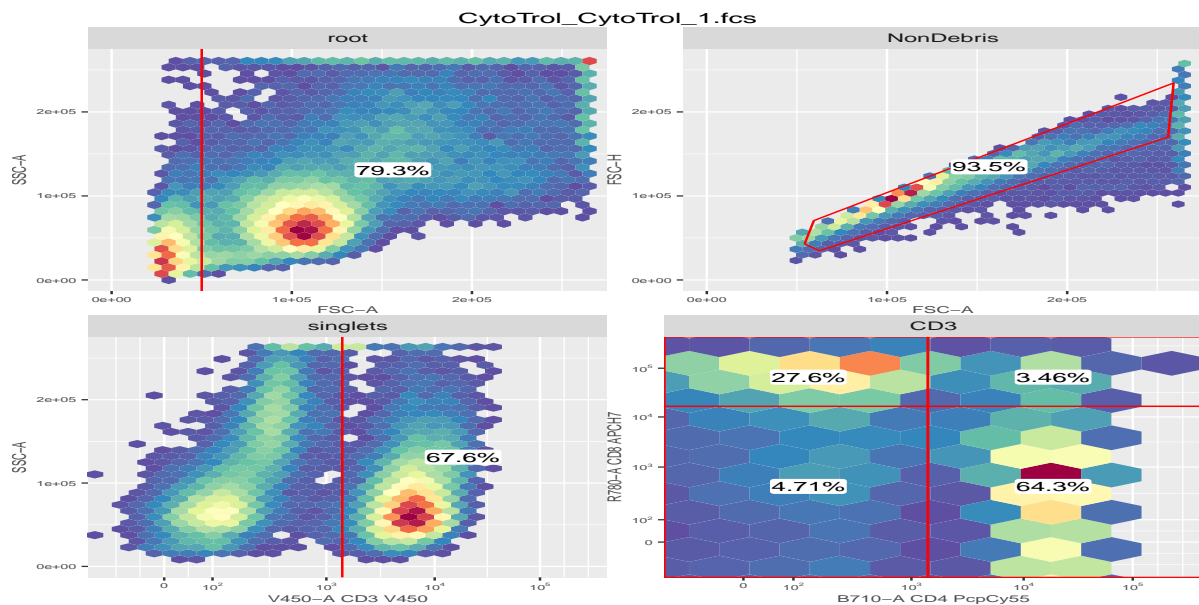 CytoTrol_CytoTrol_1.fcs
root
SSC−A
2e+05
1e+05
0e+00
79.3%
0e+00 1e+05 2e+05
FSC−A
NonDebris
FSC−H
2e+05
1e+05
0e+00
93.5%
0e+00 1e+05 2e+05
FSC−A
singlets
SSC−A
2e+05
1e+05
0e+00
67.6%
0 10² 10³ 10⁴ 10⁵
V450−A CD3 V450
CD3
R780−A CD8 APCH7
10⁵
10⁴
10³
10²
0
27.6% 3.46%
4.71% 64.3%
0 10² 10³ 10⁴ 10⁵
B710−A CD4 PcpCy55